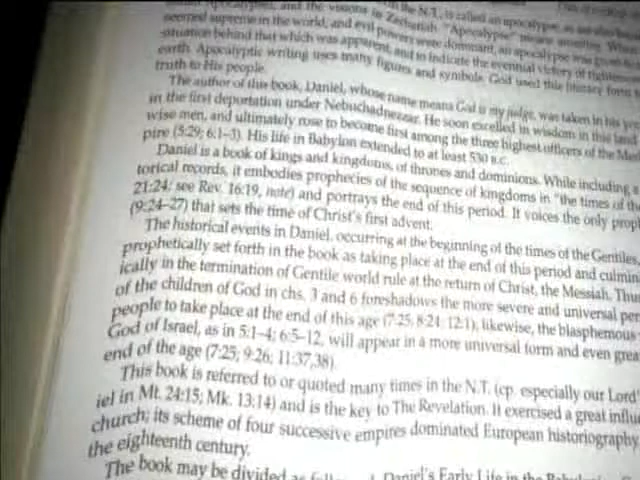 the N.T., is called an apocalypse, as are also
Apocalypses, and the visions in Zechariah. "Apocalypse" means
seemed supreme in the world, and evil powers were dominant, an apocalypse was given
situation behind that which was apparent, and to indicate the eventual victory of
earth. Apocalyptic writing uses many figures and symbols. God used this literary form
truth to His people.
The author of this book, Daniel, whose name means God is my judge, was taken in his
in the first deportation under Nebuchadnezzar. He soon excelled in wisdom in this land
wise men, and ultimately rose to become first among the three highest officers of the
pire (5:29; 6:1–3). His life in Babylon extended to at least 530 B.C.
Daniel is a book of kings and kingdoms, of thrones and dominions. While including
torical records, it embodies prophecies of the sequence of kingdoms in "the times of
21:24; see Rev. 16:19, note) and portrays the end of this period. It voices the only
(9:24–27) that sets the time of Christ's first advent.
The historical events in Daniel, occurring at the beginning of the times of the Gentiles,
prophetically set forth in the book as taking place at the end of this period and
ically in the termination of Gentile world rule at the return of Christ, the Messiah.
of the children of God in chs. 3 and 6 foreshadows the more severe and universal
people to take place at the end of this age (7:25; 8:24; 12:1); likewise, the blasphemous
God of Israel, as in 5:1–4; 6:5–12, will appear in a more universal form and even
end of the age (7:25; 9:26; 11:37,38).
This book is referred to or quoted many times in the N.T. (cp. especially our Lord'
iel in Mt. 24:15; Mk. 13:14) and is the key to The Revelation. It exercised a great
church; its scheme of four successive empires dominated European historiography
the eighteenth century.
The book may be divided as Daniel's Early Life in the